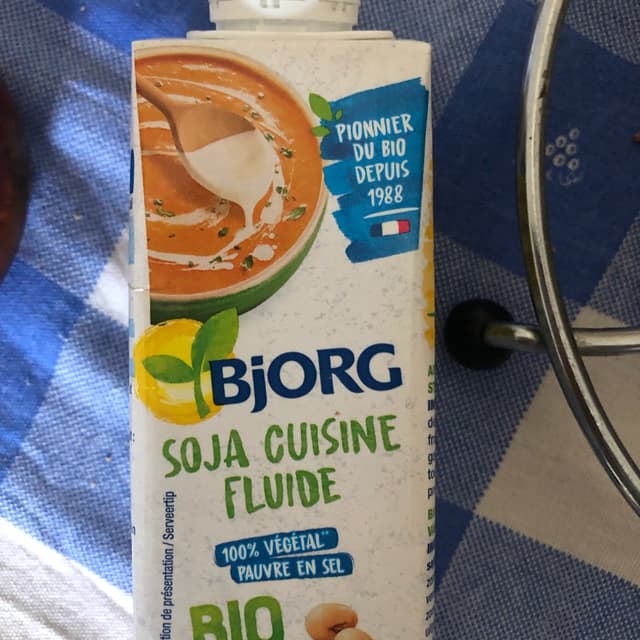 PIONNIER
DU BIO
DEPUIS
1988
BJORG
SOJA CUISINE
FLUIDE
100% VÉGÉTAL**
PAUVRE EN SEL
BIO
tion de présentation / Serveertip